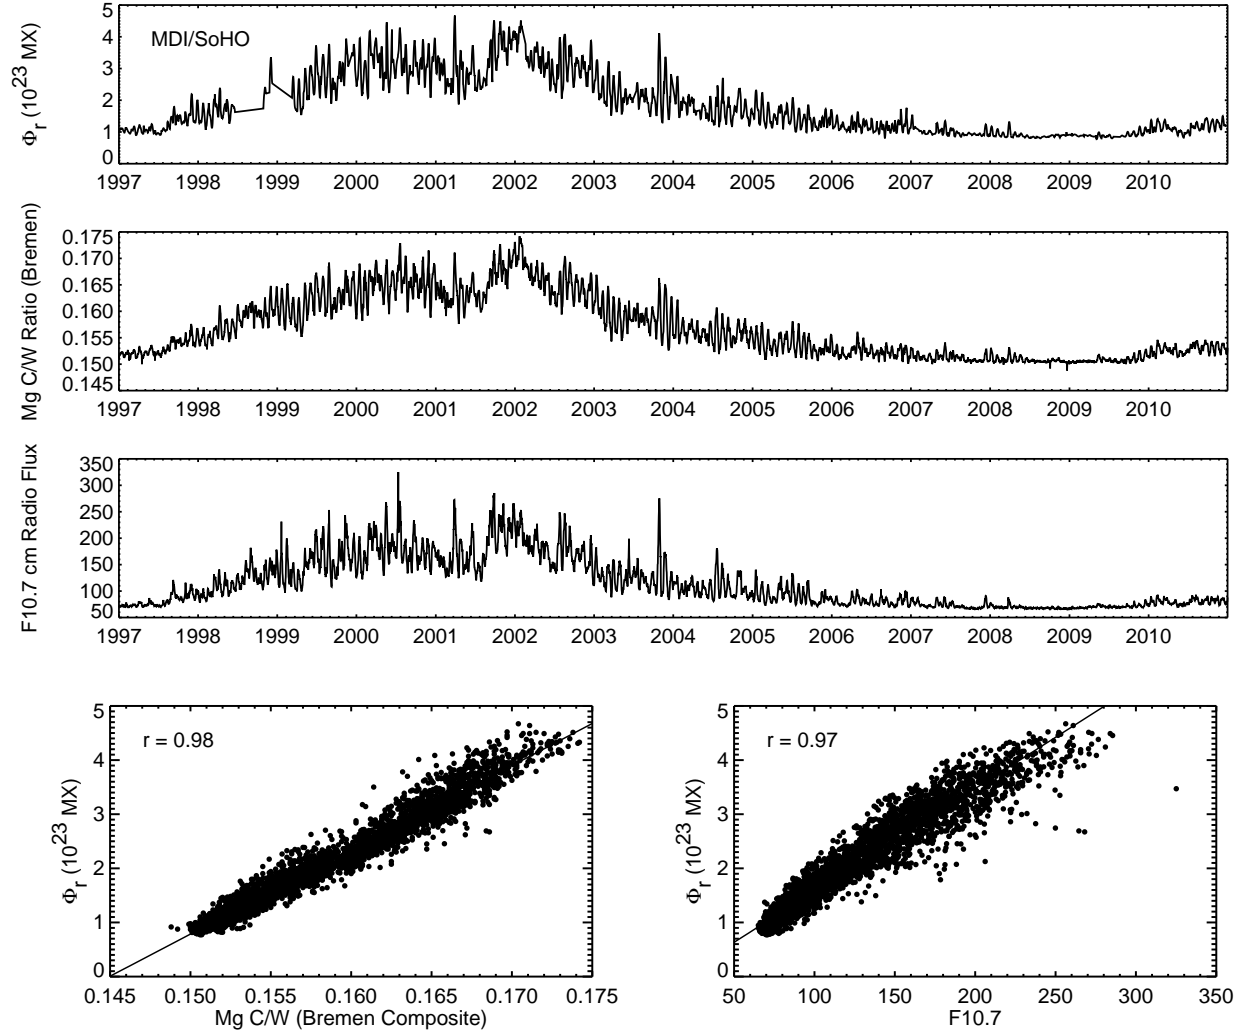 Φr (10^23 MX)
5
4
3
2
1
0
MDI/SoHO
1997 1998 1999 2000 2001 2002 2003 2004 2005 2006 2007 2008 2009 2010
Mg C/W Ratio (Bremen)
0.175
0.170
0.165
0.160
0.155
0.150
0.145
1997 1998 1999 2000 2001 2002 2003 2004 2005 2006 2007 2008 2009 2010
F10.7 cm Radio Flux
350
300
250
200
150
100
50
1997 1998 1999 2000 2001 2002 2003 2004 2005 2006 2007 2008 2009 2010
Φr (10^23 MX)
5
4
3
2
1
0
r = 0.98
0.145 0.150 0.155 0.160 0.165 0.170 0.175
Mg C/W (Bremen Composite)
Φr (10^23 MX)
5
4
3
2
1
0
r = 0.97
50 100 150 200 250 300 350
F10.7